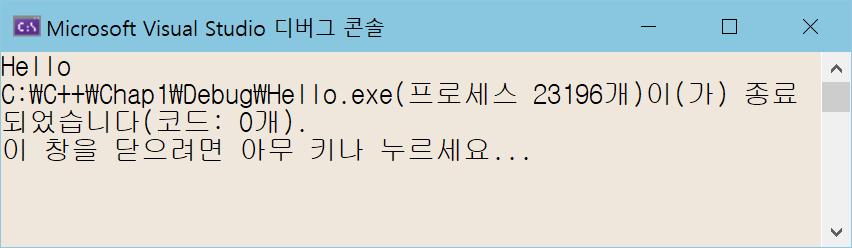 Microsoft Visual Studio 디버그 콘솔
Hello
C:₩C++₩Chap1₩Debug₩Hello.exe(프로세스 23196개)이(가) 종료
되었습니다(코드: 0개).
이 창을 닫으려면 아무 키나 누르세요...